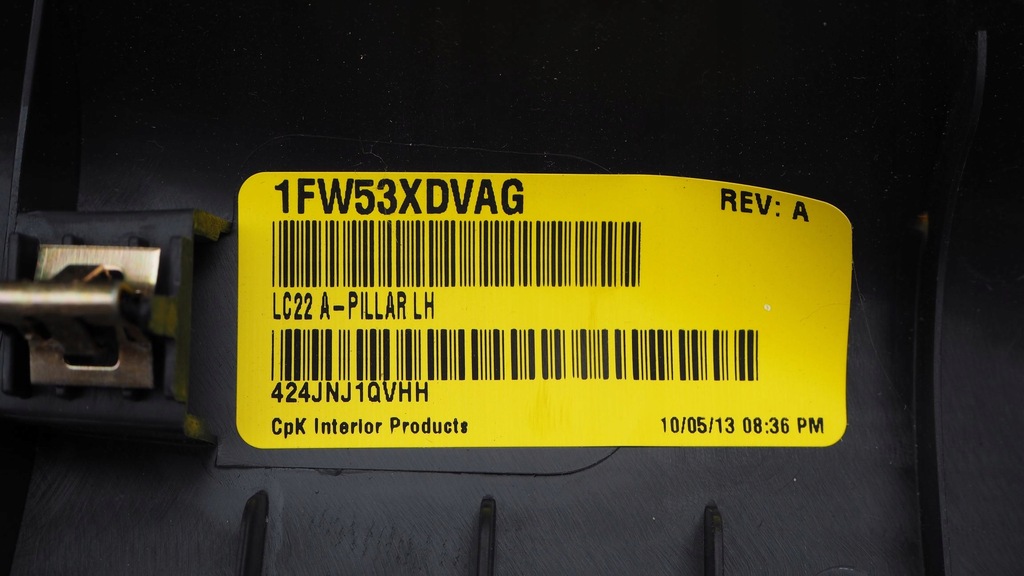 1FW53XDVAG REV: A
LC22 A-PILLAR LH
424JNJ1QVHH
CpK Interior Products 10/05/13 08:36 PM